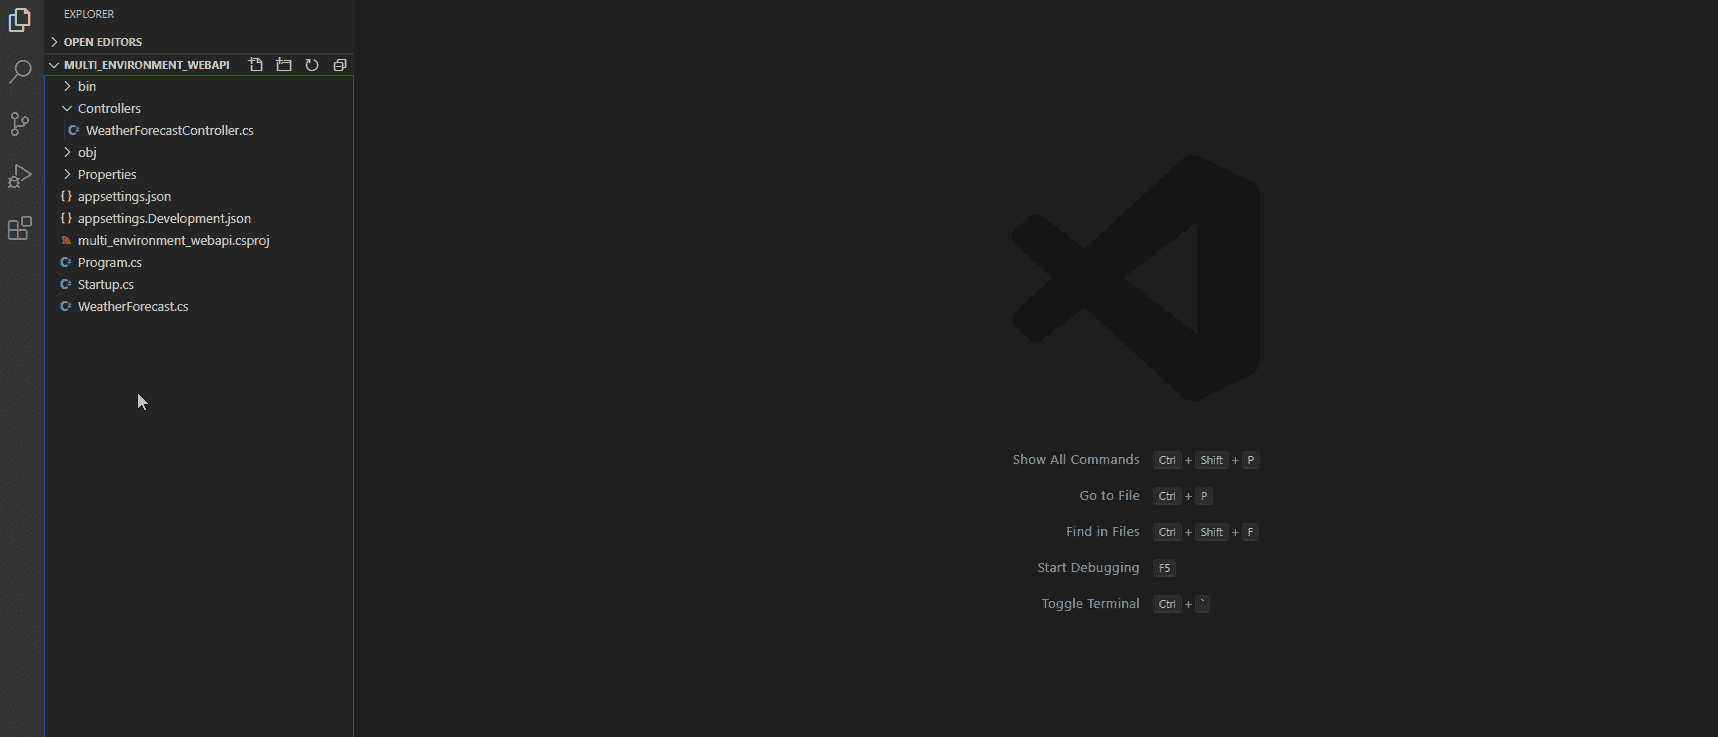 EXPLORER
OPEN EDITORS
MULTI_ENVIRONMENT_WEBAPI
bin
Controllers
C# WeatherForecastController.cs
obj
Properties
{} appsettings.json
{} appsettings.Development.json
multi_environment_webapi.csproj
C# Program.cs
C# Startup.cs
C# WeatherForecast.cs
Show All Commands Ctrl + Shift + P
Go to File Ctrl + P
Find in Files Ctrl + Shift + F
Start Debugging F5
Toggle Terminal Ctrl + `